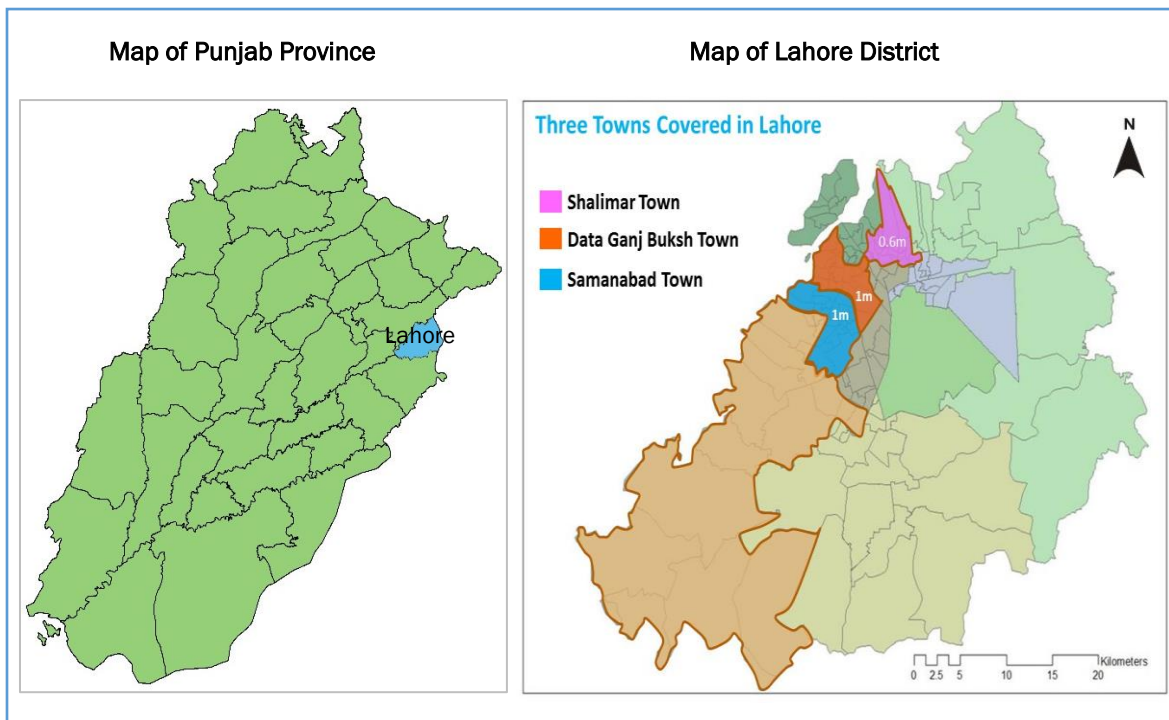 Map of Punjab Province
Map of Lahore District
Lahore
Three Towns Covered in Lahore
N
Shalimar Town
Data Ganj Buksh Town
Samanabad Town
0.6m
1m
1m
Kilometers
0 2.5 5 10 15 20